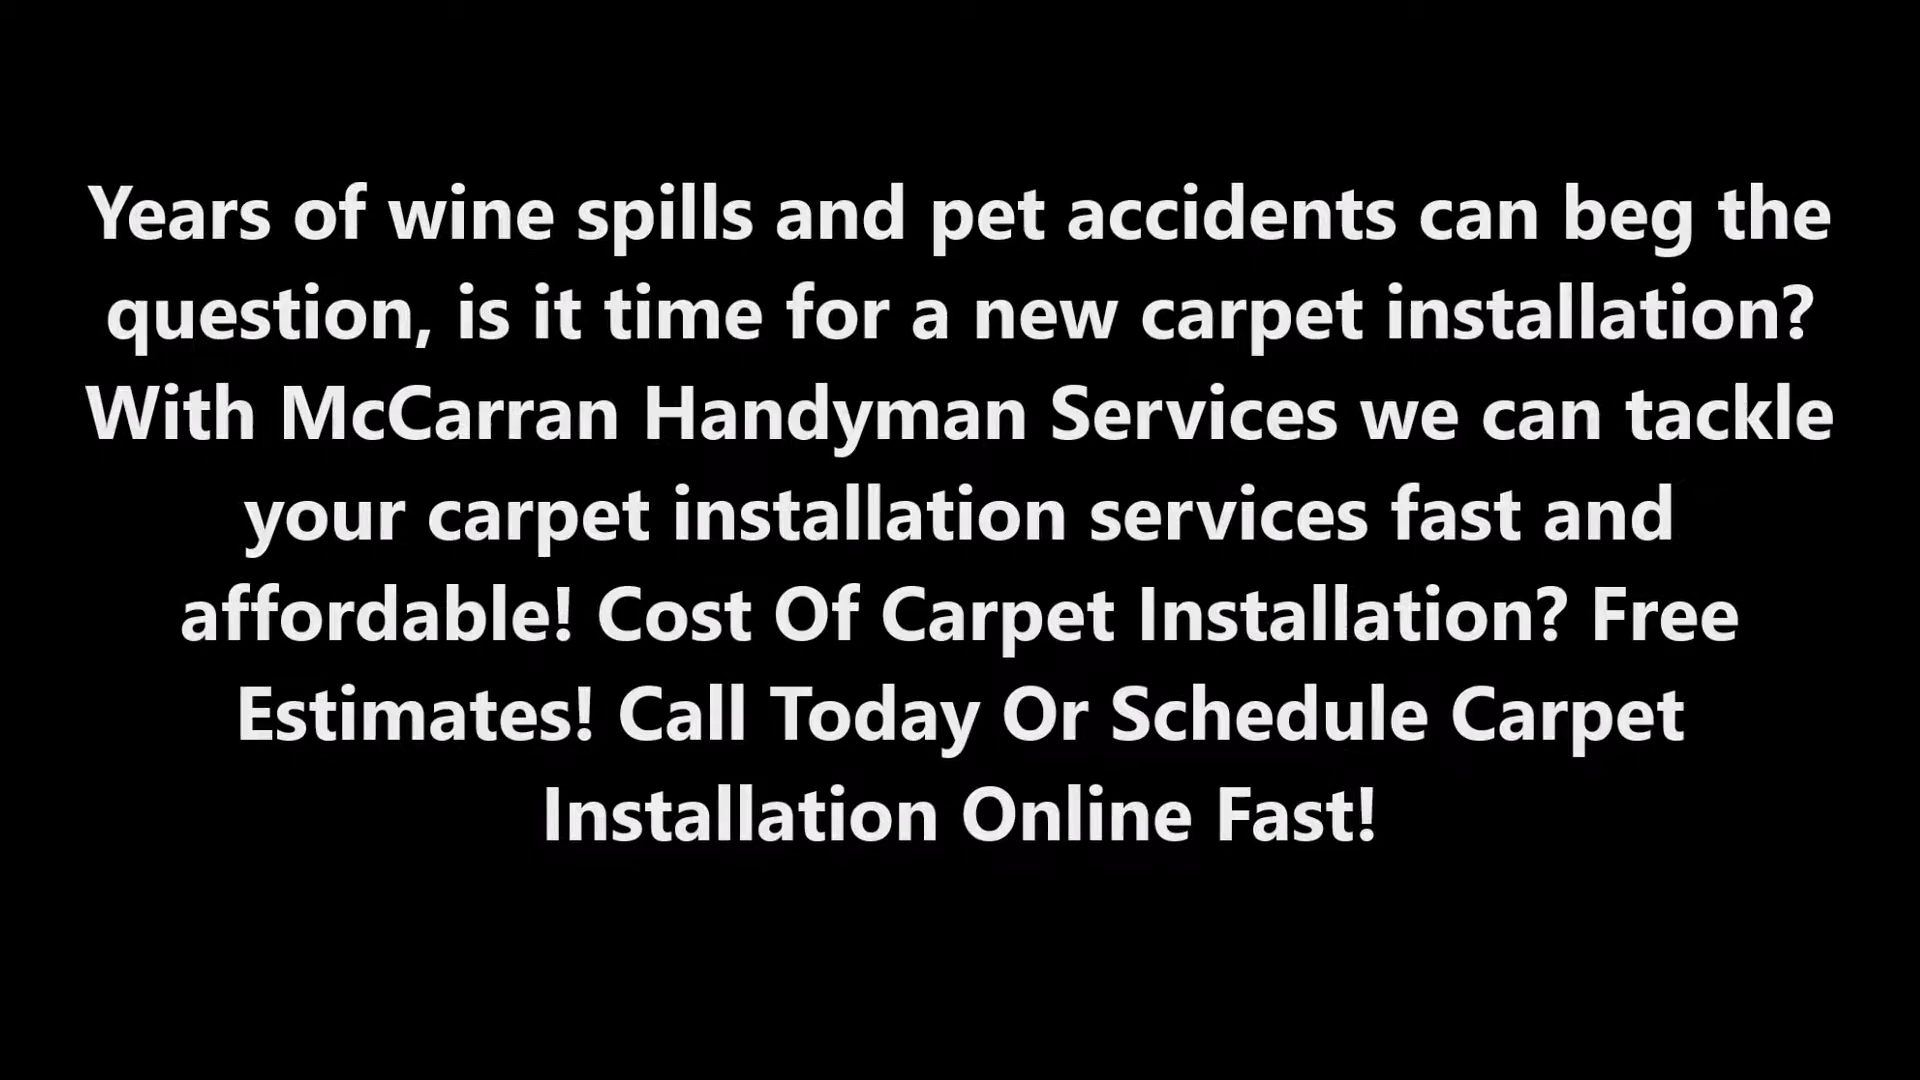 Years of wine spills and pet accidents can beg the
question, is it time for a new carpet installation?
With McCarran Handyman Services we can tackle
your carpet installation services fast and
affordable! Cost Of Carpet Installation? Free
Estimates! Call Today Or Schedule Carpet
Installation Online Fast!